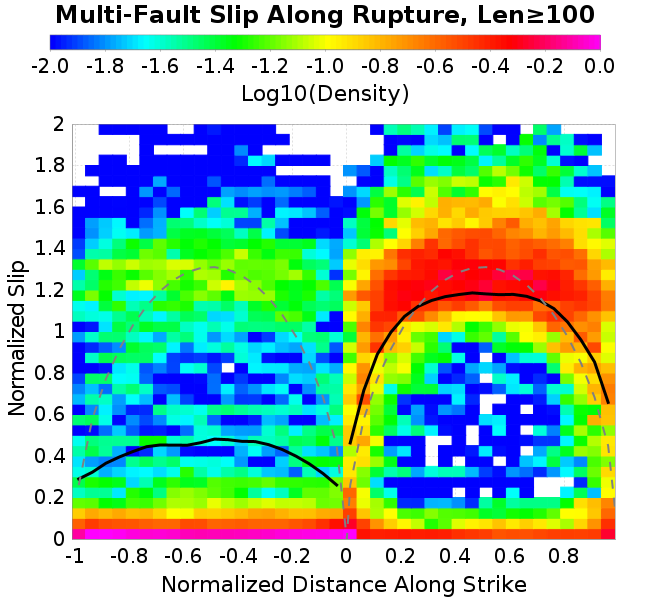 Multi-Fault Slip Along Rupture, Len≥100
-2.0 -1.8 -1.6 -1.4 -1.2 -1.0 -0.8 -0.6 -0.4 -0.2 0.0
Log10(Density)
2
1.8
1.6
1.4
1.2
1
0.8
0.6
0.4
0.2
0
Normalized Slip
-1 -0.8 -0.6 -0.4 -0.2 0 0.2 0.4 0.6 0.8
Normalized Distance Along Strike